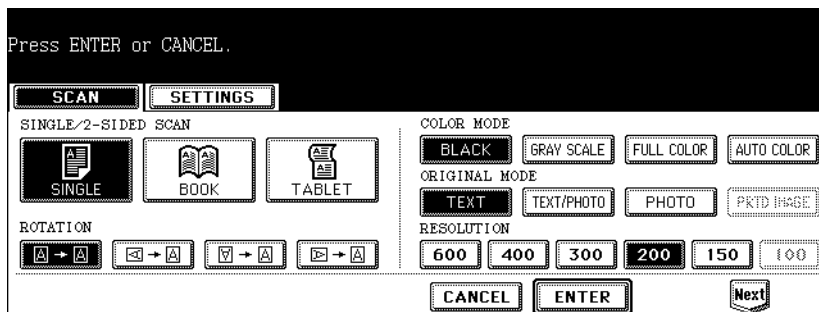 Press ENTER or CANCEL.
SCAN SETTINGS
SINGLE/2-SIDED SCAN
SINGLE BOOK TABLET
ROTATION
A → A A → A A → A A → A
COLOR MODE
BLACK GRAY SCALE FULL COLOR AUTO COLOR
ORIGINAL MODE
TEXT TEXT/PHOTO PHOTO PRTD IMAGE
RESOLUTION
600 400 300 200 150 100
CANCEL ENTER Next